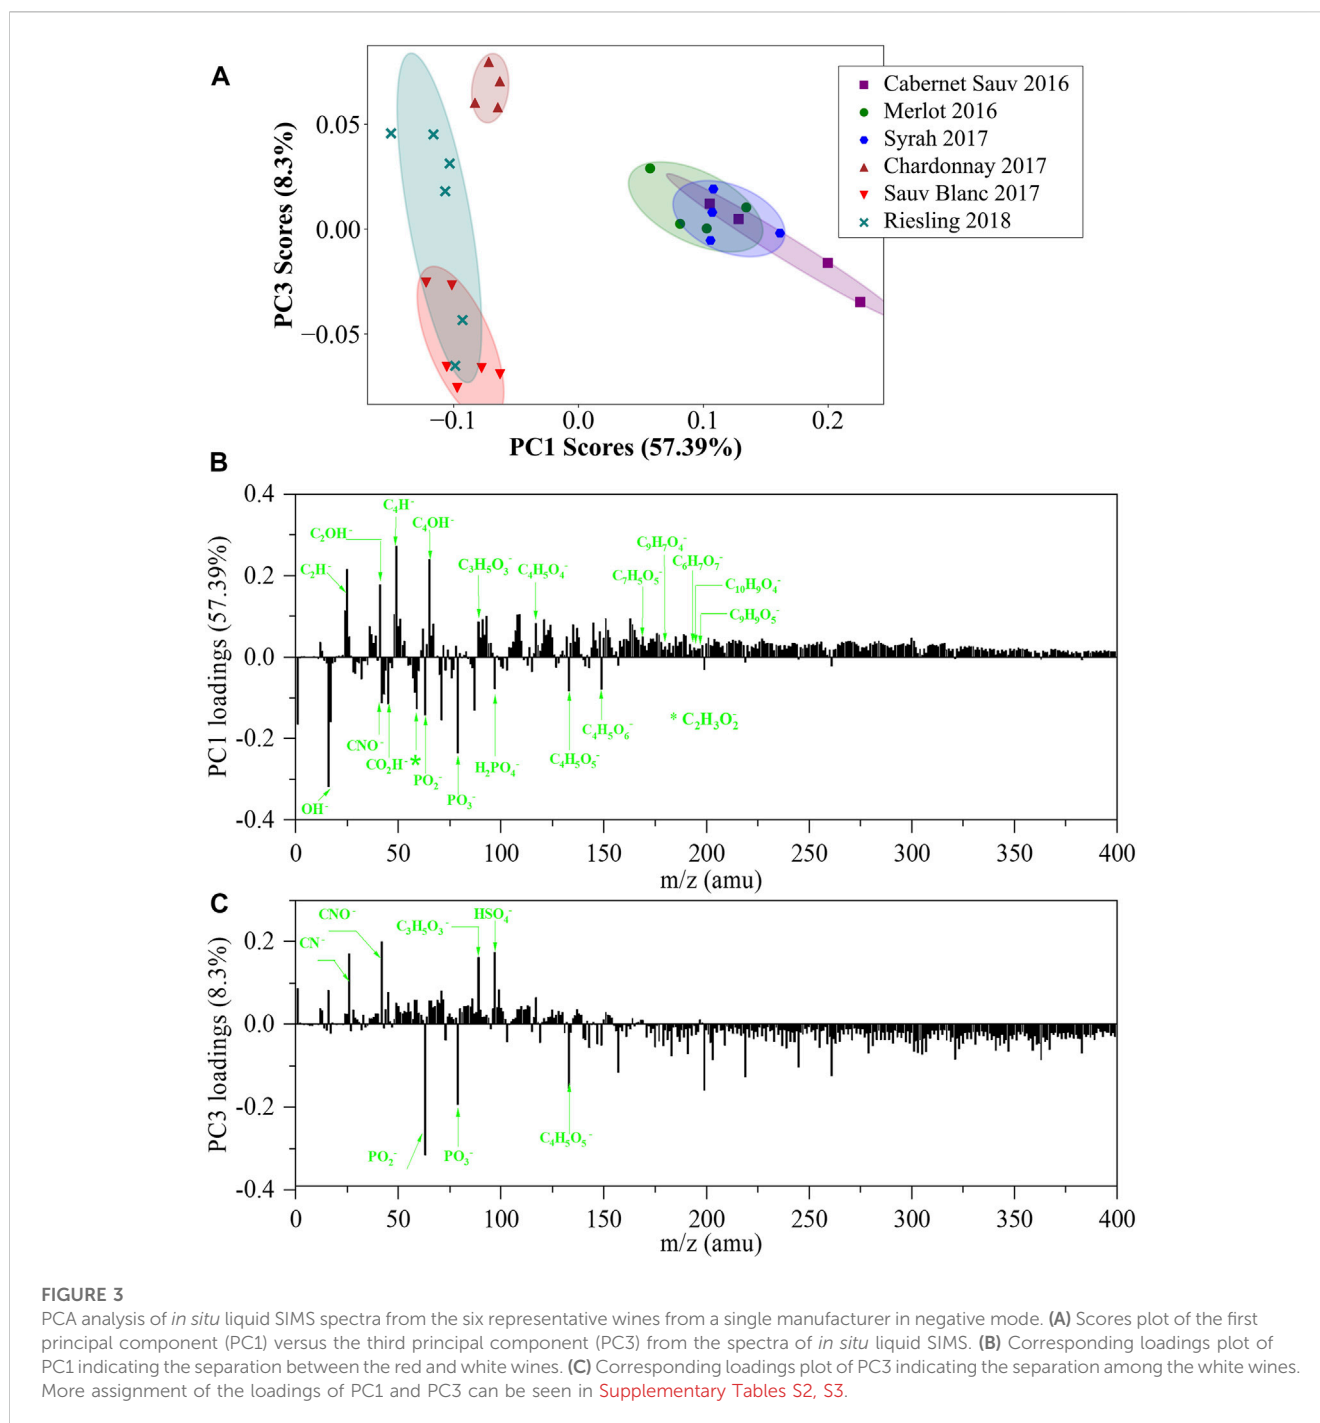 A
Cabernet Sauv 2016
Merlot 2016
Syrah 2017
Chardonnay 2017
Sauv Blanc 2017
Riesling 2018
PC3 Scores (8.3%)
0.05
0.00
−0.05
−0.1
0.0
0.1
0.2
PC1 Scores (57.39%)
B
PC1 loadings (57.39%)
0.4
0.2
0.0
-0.2
-0.4
C₂H⁻
C₂OH⁻
C₄H⁻
C₄OH⁻
C₃H₅O₃⁻
C₄H₅O₄⁻
C₇H₅O₅⁻
C₉H₇O₄⁻
C₆H₇O₇⁻
C₁₀H₉O₄⁻
C₉H₉O₅⁻
OH⁻
CNO⁻
CO₂H⁻
*
PO₂⁻
PO₃⁻
H₂PO₄⁻
C₄H₅O₅⁻
C₄H₅O₆⁻
* C₂H₃O₂⁻
0 50 100 150 200 250 300 350 400
m/z (amu)
C
PC3 loadings (8.3%)
0.2
0.0
-0.2
-0.4
CN⁻
CNO⁻
C₃H₅O₃⁻
HSO₄⁻
PO₂⁻
PO₃⁻
C₄H₅O₅⁻
0 50 100 150 200 250 300 350 400
m/z (amu)
FIGURE 3
PCA analysis of in situ liquid SIMS spectra from the six representative wines from a single manufacturer in negative mode. (A) Scores plot of the first
principal component (PC1) versus the third principal component (PC3) from the spectra of in situ liquid SIMS. (B) Corresponding loadings plot of
PC1 indicating the separation between the red and white wines. (C) Corresponding loadings plot of PC3 indicating the separation among the white wines.
More assignment of the loadings of PC1 and PC3 can be seen in Supplementary Tables S2, S3.